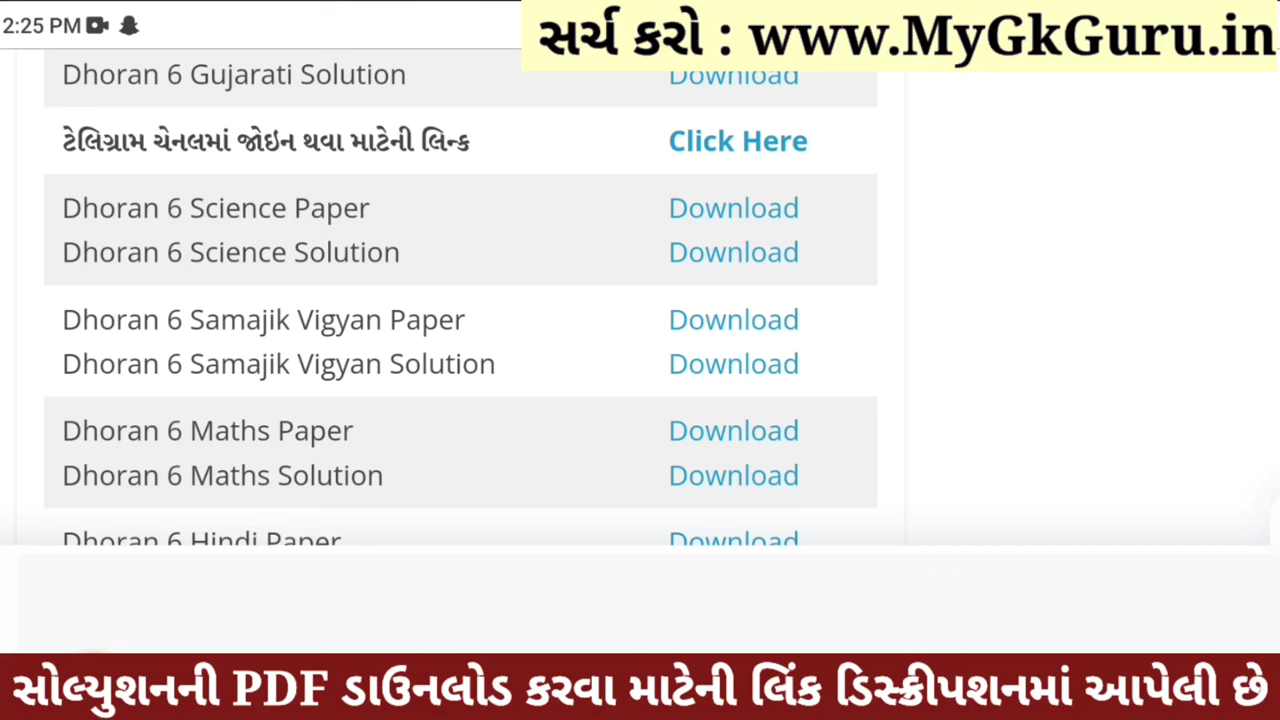 2:25 PM
સર્ચ કરો : www.MyGkGuru.in
Dhoran 6 Gujarati Solution Download
ટેલિગ્રામ ચેનલમાં જોઇન થવા માટેની લિન્ક Click Here
Dhoran 6 Science Paper Download
Dhoran 6 Science Solution Download
Dhoran 6 Samajik Vigyan Paper Download
Dhoran 6 Samajik Vigyan Solution Download
Dhoran 6 Maths Paper Download
Dhoran 6 Maths Solution Download
Dhoran 6 Hindi Paper Download
સોલ્યુશનની PDF ડાઉનલોડ કરવા માટેની લિંક ડિસ્ક્રીપશનમાં આપેલી છે